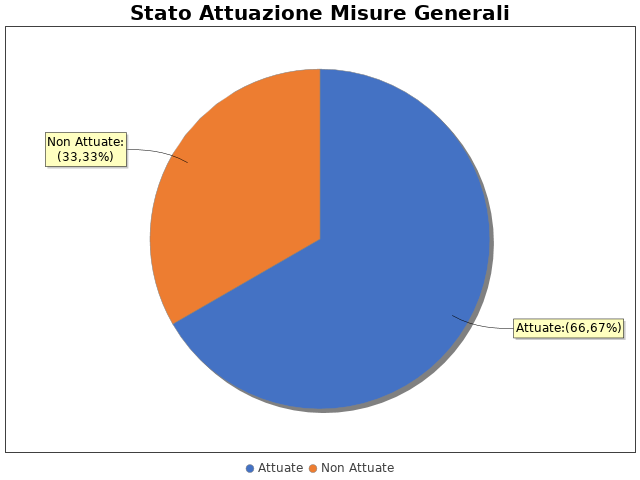 Stato Attuazione Misure Generali
Non Attuate:
(33,33%)
Attuate:(66,67%)
Attuate Non Attuate